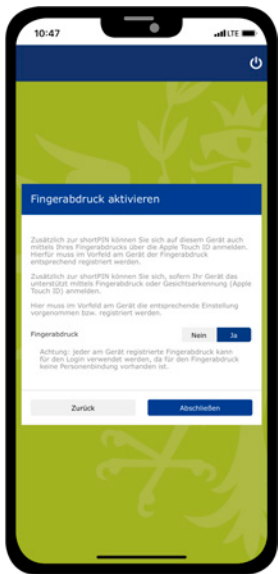 10:47
LTE
Fingerabdruck aktivieren
Zusätzlich zur shortPIN können Sie sich auf diesem Gerät auch
mittels Ihres Fingerabdrucks über die Apple Touch ID anmelden.
Hierfür muss im Vorfeld am Gerät der Fingerabdruck
entsprechend registriert werden.
Zusätzlich zur shortPIN können Sie sich, sofern Ihr Gerät das
unterstützt mittels Fingerabdruck oder Gesichtserkennung (Apple
Touch ID) anmelden.
Hier muss im Vorfeld am Gerät die entsprechende Einstellung
vorgenommen bzw. registriert werden.
Fingerabdruck Nein Ja
Achtung: jeder am Gerät registrierte Fingerabdruck kann
für den Login verwendet werden, da für den Fingerabdruck
keine Personenbindung vorhanden ist.
Zurück Abschließen